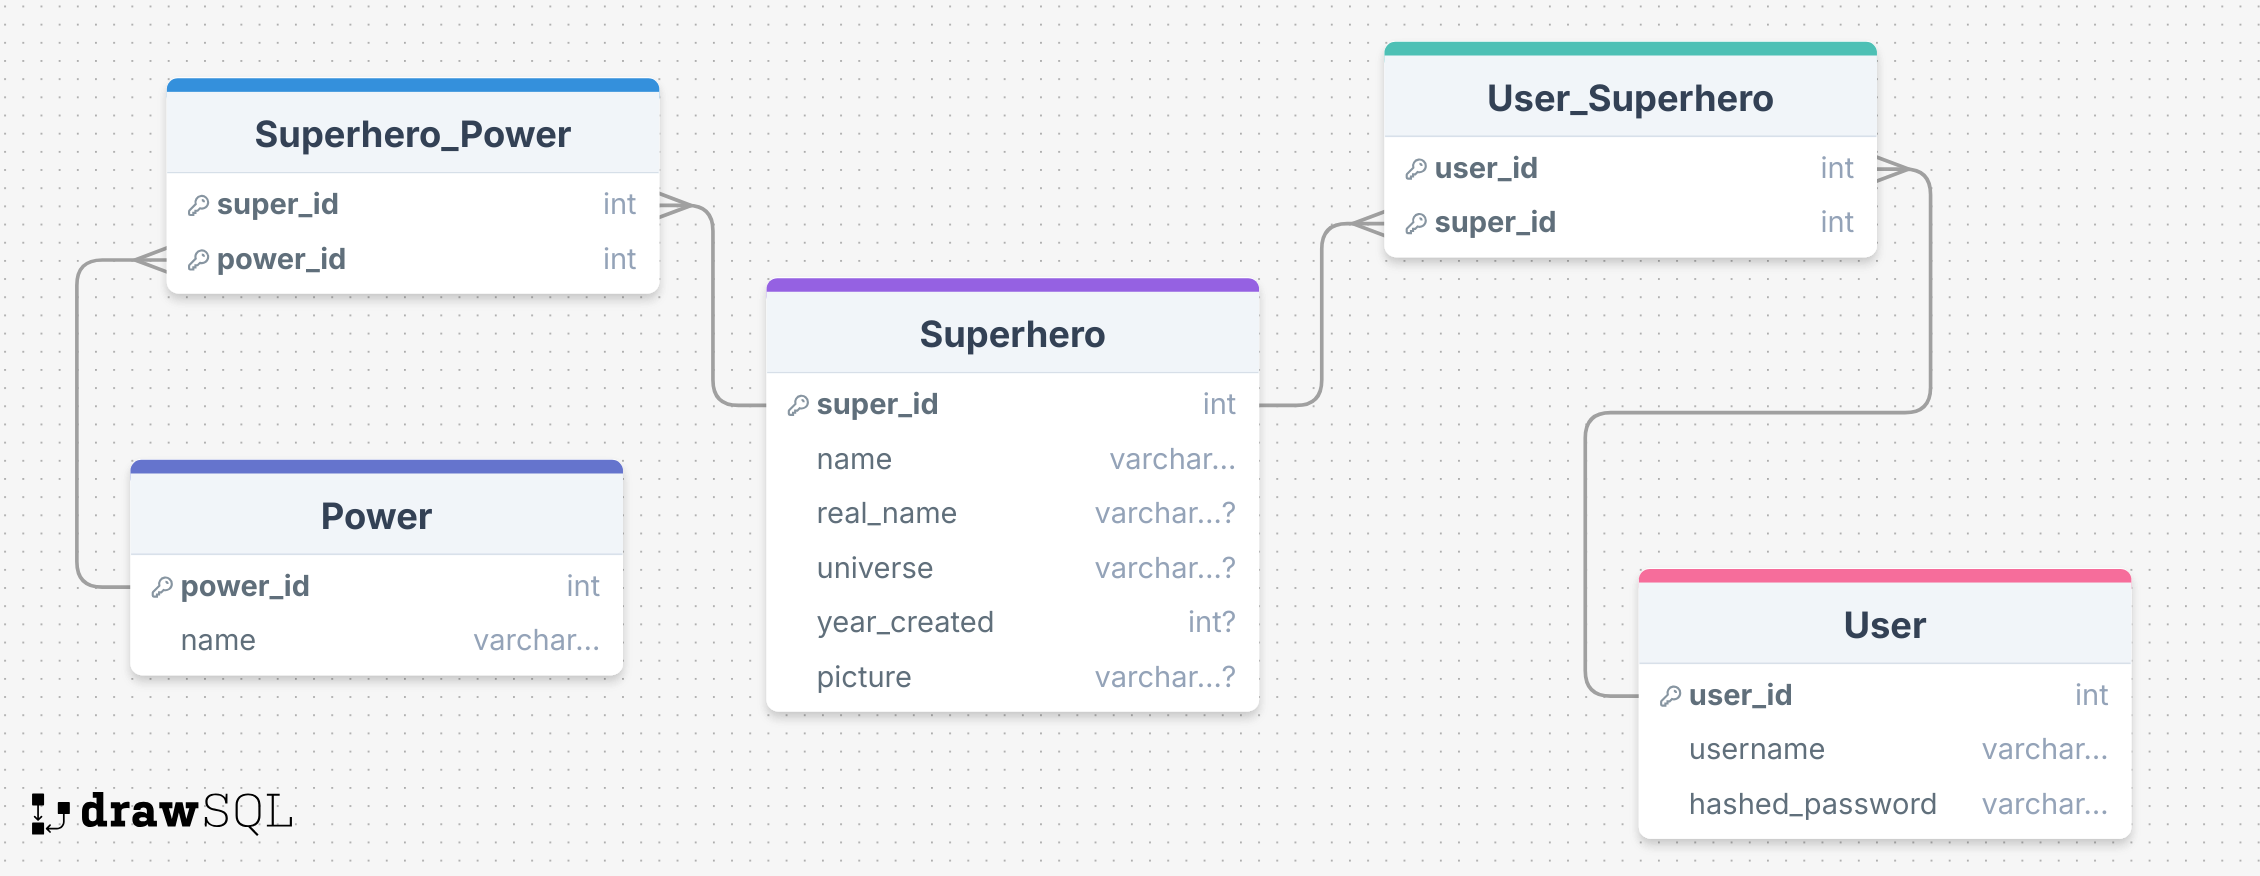 Superhero_Power
super_id int
power_id int
Power
power_id int
name varchar...
Superhero
super_id int
name varchar...
real_name varchar...?
universe varchar...?
year_created int?
picture varchar...?
User_Superhero
user_id int
super_id int
User
user_id int
username varchar...
hashed_password varchar...
drawSQL